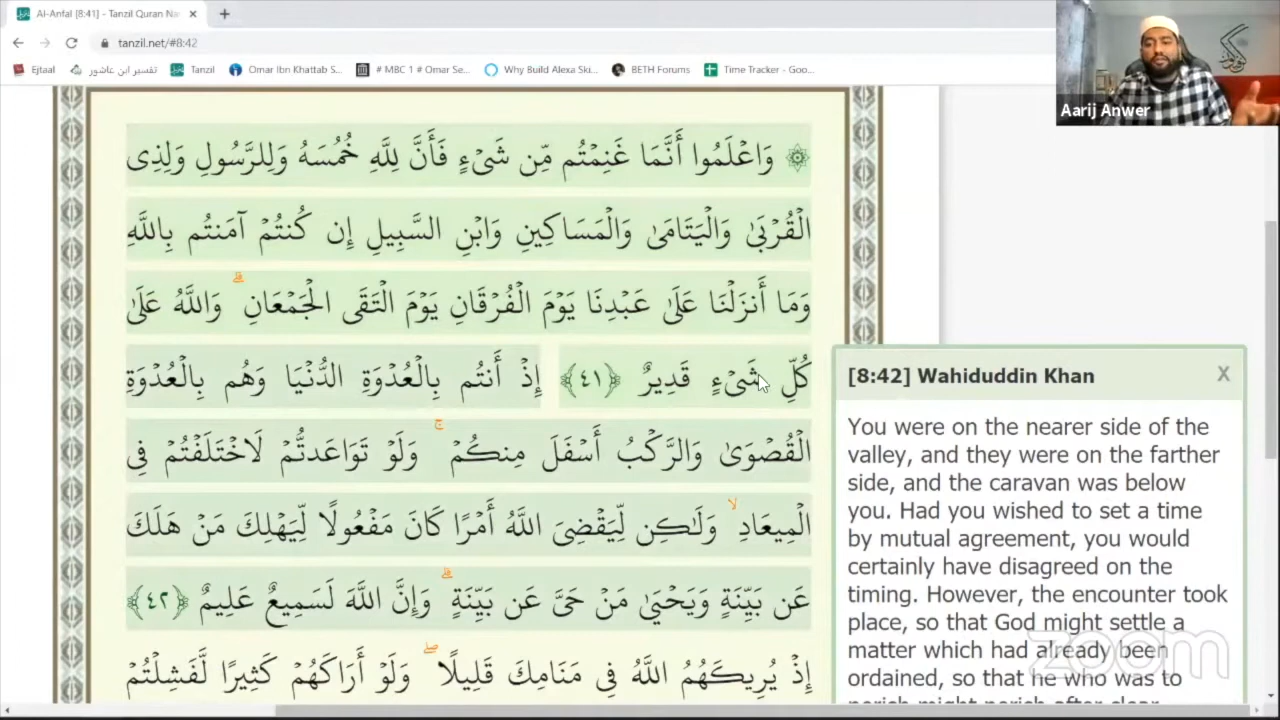 Al-Anfal [8:41] - Tanzil Quran Na
tanzil.net/#8:42
Ejtaal
تفسير ابن عاشور
Tanzil
Omar Ibn Khattab S...
# MBC 1 # Omar Se...
Why Build Alexa Ski...
BETH Forums
Time Tracker - Goo...
Aarij Anwer
۞ وَاعْلَمُوا أَنَّمَا غَنِمْتُم مِّن شَيْءٍ فَأَنَّ لِلَّهِ خُمُسَهُ وَلِلرَّسُولِ وَلِذِى
الْقُرْبَىٰ وَالْيَتَامَىٰ وَالْمَسَاكِينِ وَابْنِ السَّبِيلِ إِن كُنتُمْ آمَنتُم بِاللَّهِ
وَمَا أَنزَلْنَا عَلَىٰ عَبْدِنَا يَوْمَ الْفُرْقَانِ يَوْمَ الْتَقَى الْجَمْعَانِ ۗ وَاللَّهُ عَلَىٰ
كُلِّ شَىْءٍ قَدِيرٌ ﴿٤١﴾ إِذْ أَنتُم بِالْعُدْوَةِ الدُّنْيَا وَهُم بِالْعُدْوَةِ
الْقُصْوَىٰ وَالرَّكْبُ أَسْفَلَ مِنكُمْ ۚ وَلَوْ تَوَاعَدتُّمْ لَاخْتَلَفْتُمْ فِى
الْمِيعَادِ ۙ وَلَـٰكِن لِّيَقْضِىَ اللَّهُ أَمْرًا كَانَ مَفْعُولًا لِّيَهْلِكَ مَنْ هَلَكَ
عَن بَيِّنَةٍ وَيَحْيَىٰ مَنْ حَىَّ عَن بَيِّنَةٍ ۗ وَإِنَّ اللَّهَ لَسَمِيعٌ عَلِيمٌ ﴿٤٢﴾
إِذْ يُرِيكَهُمُ اللَّهُ فِى مَنَامِكَ قَلِيلًا ۖ وَلَوْ أَرَاكَهُمْ كَثِيرًا لَّفَشِلْتُمْ
[8:42] Wahiduddin Khan
X
You were on the nearer side of the
valley, and they were on the farther
side, and the caravan was below
you. Had you wished to set a time
by mutual agreement, you would
certainly have disagreed on the
timing. However, the encounter took
place, so that God might settle a
matter which had already been
ordained, so that he who was to
perish might perish after clear
zoom